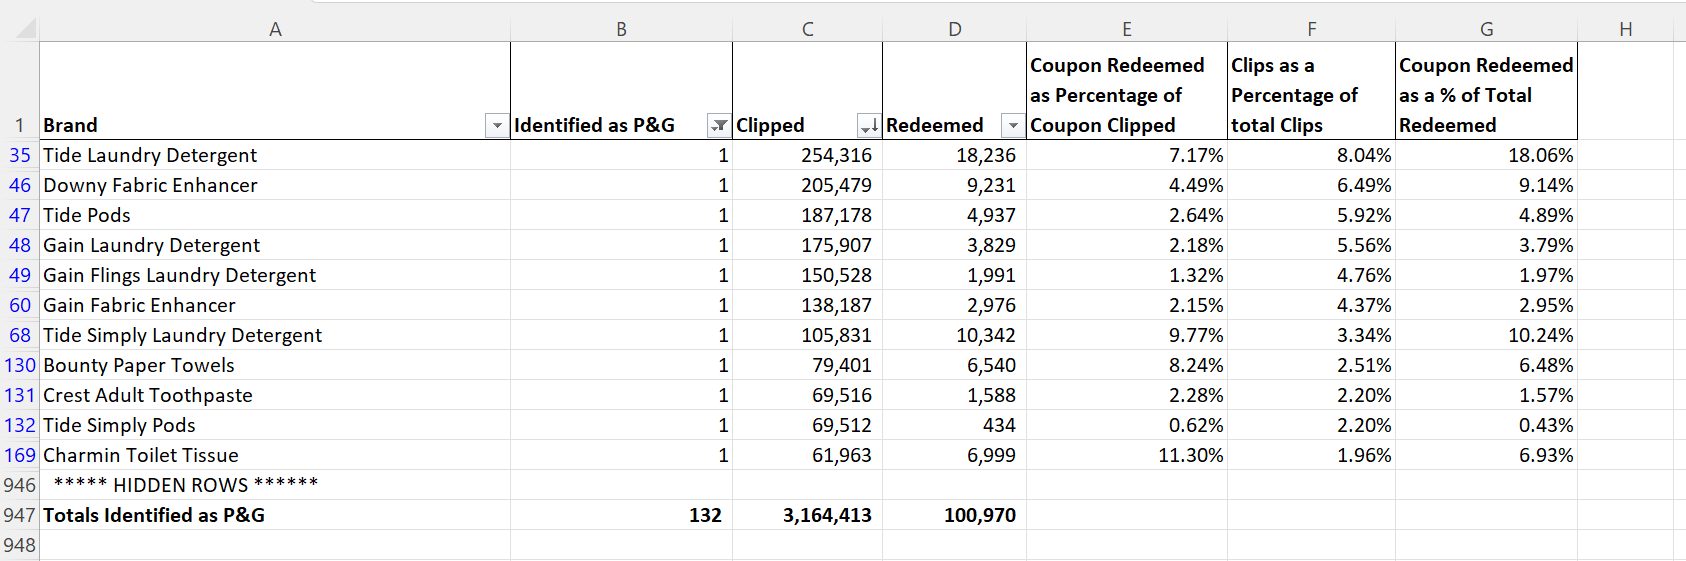 A B C D E F G H
1 Brand Identified as P&G Clipped Redeemed Coupon Redeemed as Percentage of Coupon Clipped Clips as a Percentage of total Clips Coupon Redeemed as a % of Total Redeemed
35 Tide Laundry Detergent 1 254,316 18,236 7.17% 8.04% 18.06%
46 Downy Fabric Enhancer 1 205,479 9,231 4.49% 6.49% 9.14%
47 Tide Pods 1 187,178 4,937 2.64% 5.92% 4.89%
48 Gain Laundry Detergent 1 175,907 3,829 2.18% 5.56% 3.79%
49 Gain Flings Laundry Detergent 1 150,528 1,991 1.32% 4.76% 1.97%
60 Gain Fabric Enhancer 1 138,187 2,976 2.15% 4.37% 2.95%
68 Tide Simply Laundry Detergent 1 105,831 10,342 9.77% 3.34% 10.24%
130 Bounty Paper Towels 1 79,401 6,540 8.24% 2.51% 6.48%
131 Crest Adult Toothpaste 1 69,516 1,588 2.28% 2.20% 1.57%
132 Tide Simply Pods 1 69,512 434 0.62% 2.20% 0.43%
169 Charmin Toilet Tissue 1 61,963 6,999 11.30% 1.96% 6.93%
946 ***** HIDDEN ROWS ******
947 Totals Identified as P&G 132 3,164,413 100,970
948